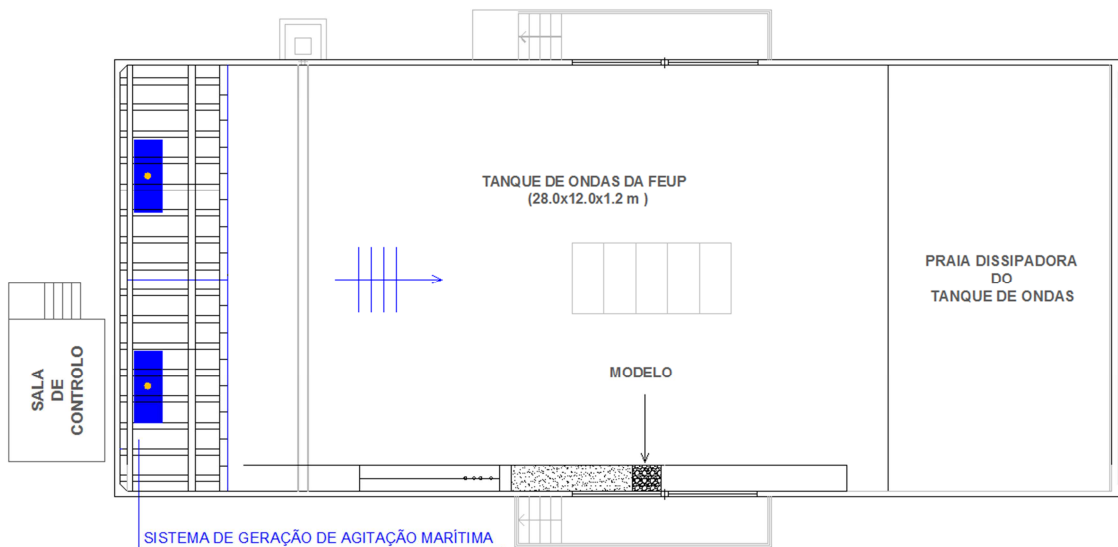 TANQUE DE ONDAS DA FEUP
(28.0x12.0x1.2 m )
PRAIA DISSIPADORA
DO
TANQUE DE ONDAS
SALA
DE
CONTROLO
MODELO
SISTEMA DE GERAÇÃO DE AGITAÇÃO MARÍTIMA